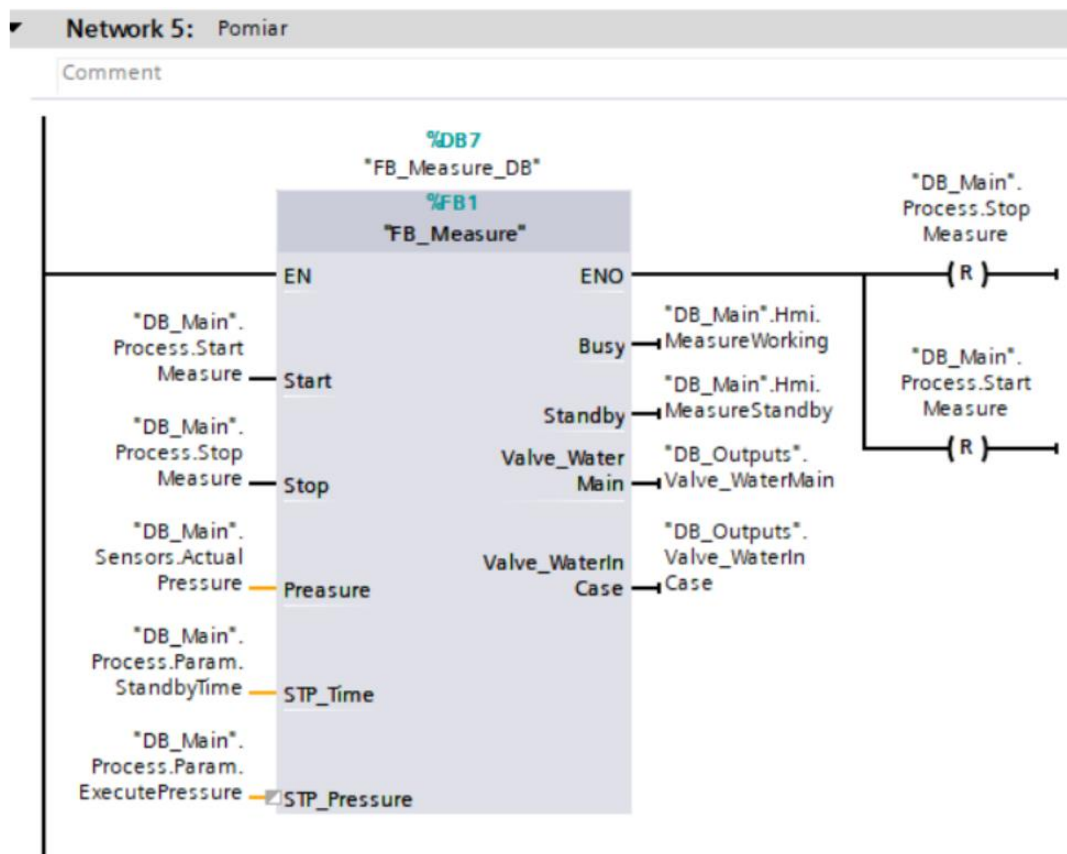 Network 5: Pomiar
Comment
%DB7
"FB_Measure_DB"
%FB1
"FB_Measure"
EN
ENO
"DB_Main".
Process.Stop
Measure
( R )
"DB_Main".
Process.Start
Measure
Start
Busy
"DB_Main".Hmi.
MeasureWorking
"DB_Main".
Process.Start
Measure
( R )
"DB_Main".
Process.Stop
Measure
Stop
Standby
"DB_Main".Hmi.
MeasureStandby
Valve_Water
Main
"DB_Outputs".
Valve_WaterMain
"DB_Main".
Sensors.Actual
Pressure
Preasure
Valve_WaterIn
Case
"DB_Outputs".
Valve_WaterIn
Case
"DB_Main".
Process.Param.
StandbyTime
STP_Time
"DB_Main".
Process.Param.
ExecutePressure
STP_Pressure